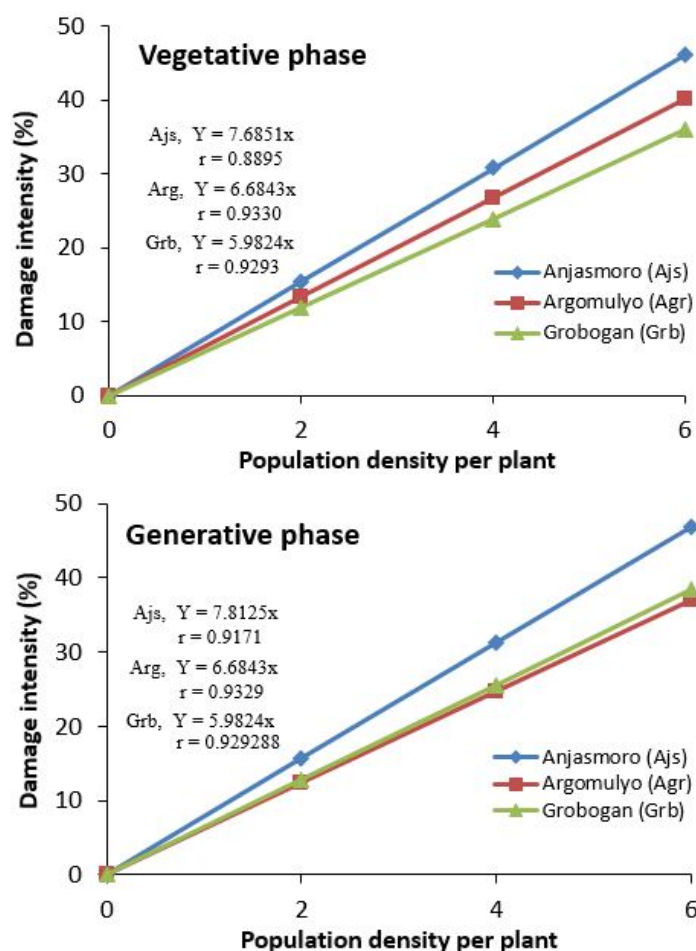 50
Vegetative phase
40
Ajs, Y = 7.6851x
r = 0.8895
30
Arg, Y = 6.6843x
r = 0.9330
20
Grb, Y = 5.9824x
r = 0.9293
Anjasmoro (Ajs)
Argomulyo (Agr)
10
Grobogan (Grb)
0
Damage intensity (%)
0 2 4 6
Population density per plant
50
Generative phase
40
Ajs, Y = 7.8125x
r = 0.9171
30
Arg, Y = 6.6843x
r = 0.9329
20
Grb, Y = 5.9824x
r = 0.929288
Anjasmoro (Ajs)
Argomulyo (Agr)
10
Grobogan (Grb)
0
Damage intensity (%)
0 2 4 6
Population density per plant